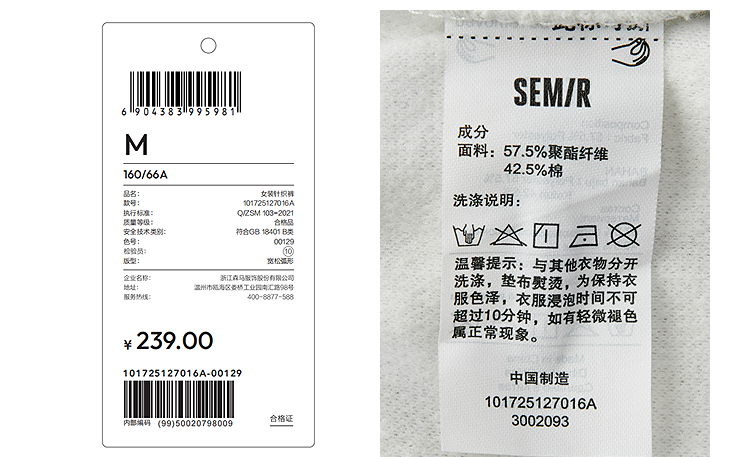 6 904383 995981
M
160/66A
品名: 女装针织裤
款号: 101725127016A
执行标准: Q/ZSM 103-2021
质量等级: 合格品
安全技术类别: 符合GB 18401 B类
色号: 00129
检验员: 10
版型: 宽松弧形
企业名称: 浙江森马服饰股份有限公司
地址: 温州市瓯海区娄桥工业园南汇路98号
服务热线: 400-8877-588
¥ 239.00
101725127016A-00129
内部编码 (99)50020798009
合格证
SEMIR
成分
面料: 57.5%聚酯纤维
42.5%棉
洗涤说明:
温馨提示: 与其他衣物分开
洗涤, 垫布熨烫, 为保持衣
服色泽, 衣服浸泡时间不可
超过10分钟, 如有轻微褪色
属正常现象。
中国制造
101725127016A
3002093